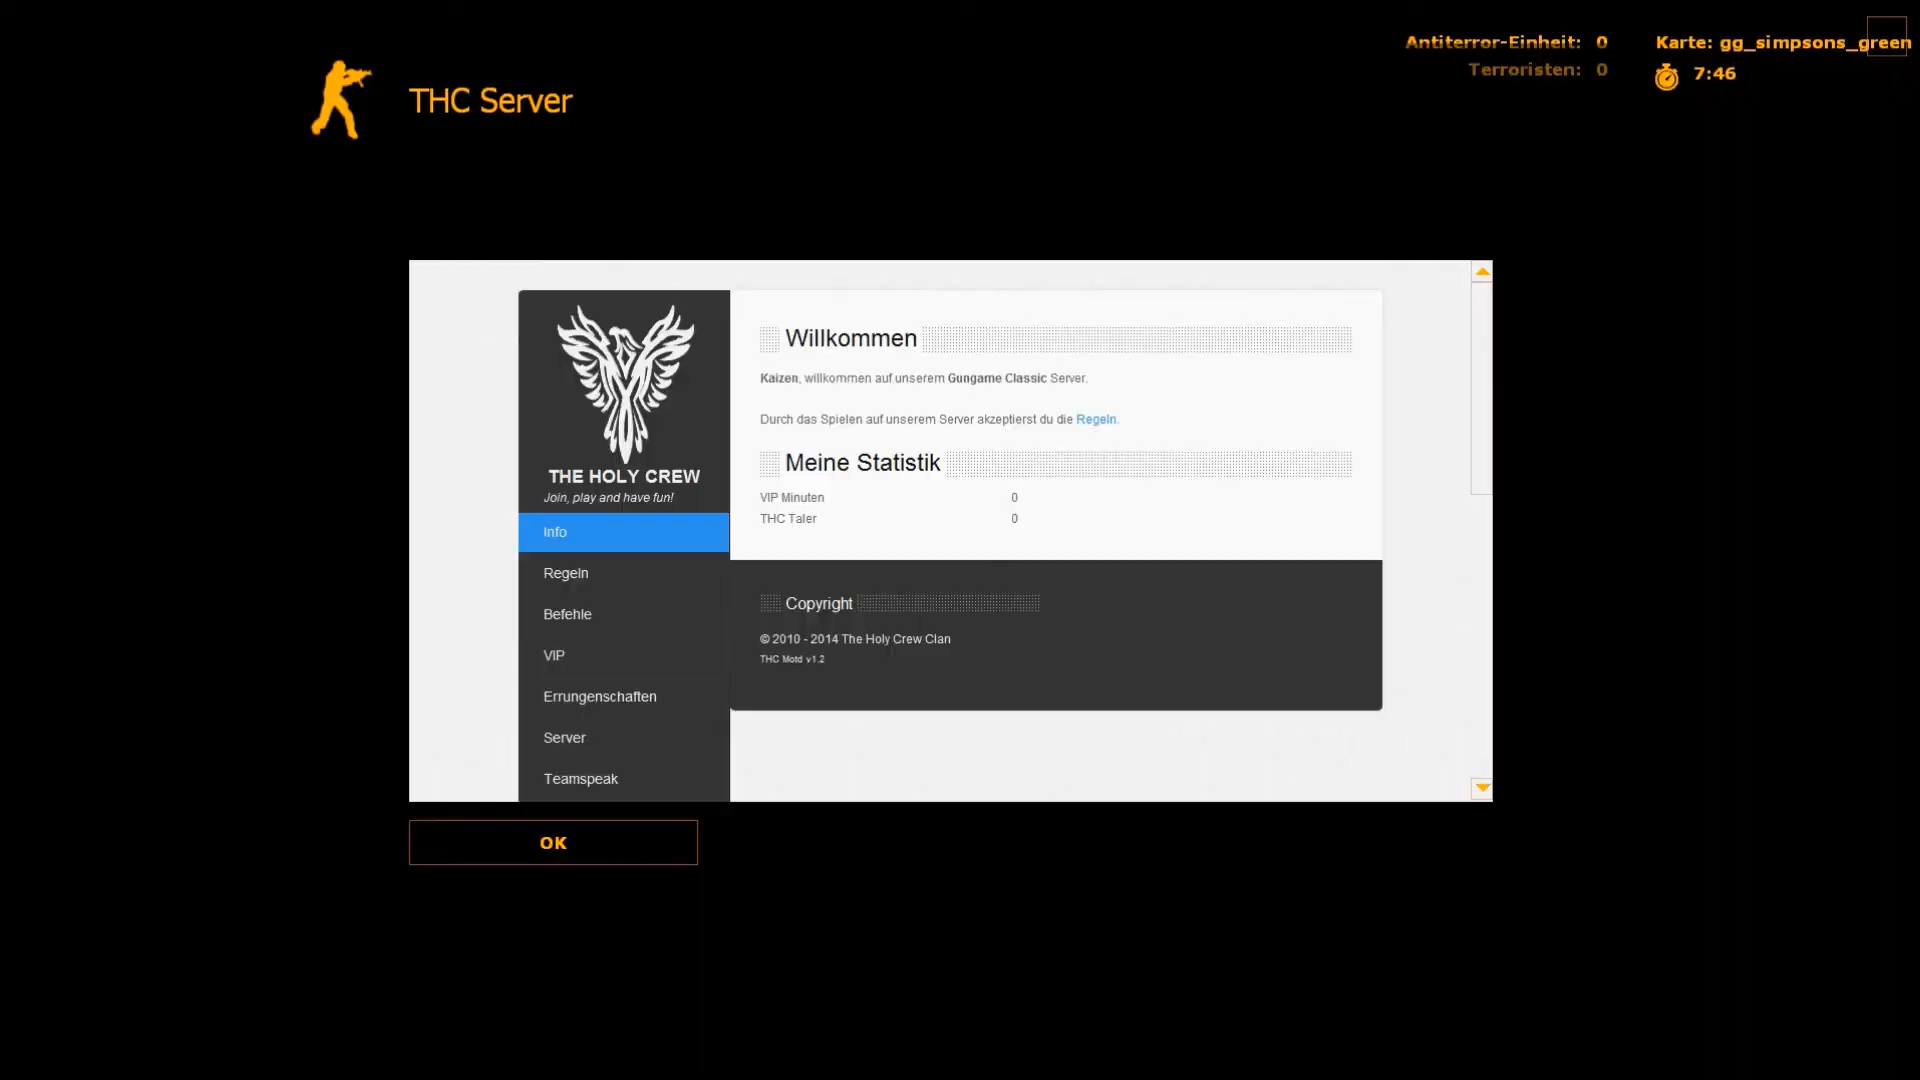 Antiterror-Einheit: 0
Karte: gg_simpsons_green
Terroristen: 0
7:46
THC Server
THE HOLY CREW
Join, play and have fun!
Info
Regeln
Befehle
VIP
Errungenschaften
Server
Teamspeak
Willkommen
Kaizen, willkommen auf unserem Gungame Classic Server.
Durch das Spielen auf unserem Server akzeptierst du die Regeln.
Meine Statistik
VIP Minuten 0
THC Taler 0
Copyright
© 2010 - 2014 The Holy Crew Clan
THC Motd v1.2
OK